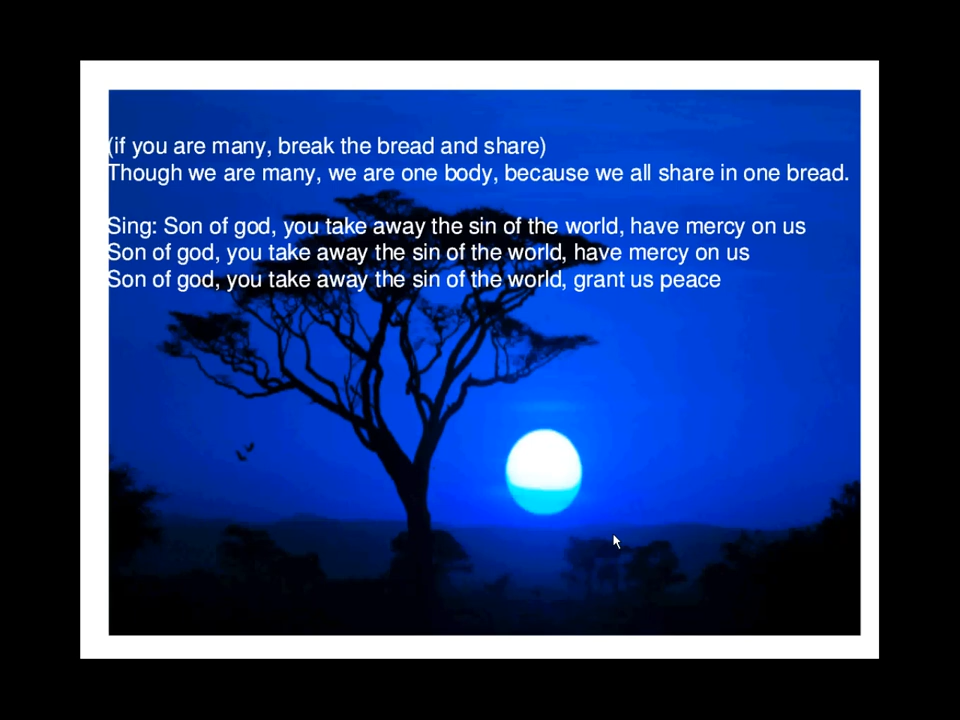 (if you are many, break the bread and share)
Though we are many, we are one body, because we all share in one bread.
Sing: Son of god, you take away the sin of the world, have mercy on us
Son of god, you take away the sin of the world, have mercy on us
Son of god, you take away the sin of the world, grant us peace